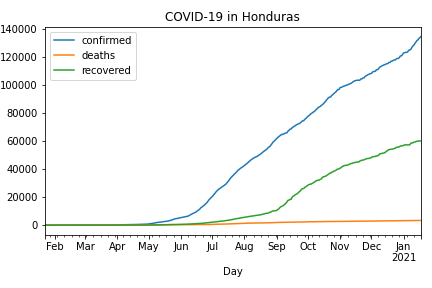 COVID-19 in Honduras
confirmed
deaths
recovered
140000
120000
100000
80000
60000
40000
20000
0
Feb Mar Apr May Jun Jul Aug Sep Oct Nov Dec Jan
2021
Day